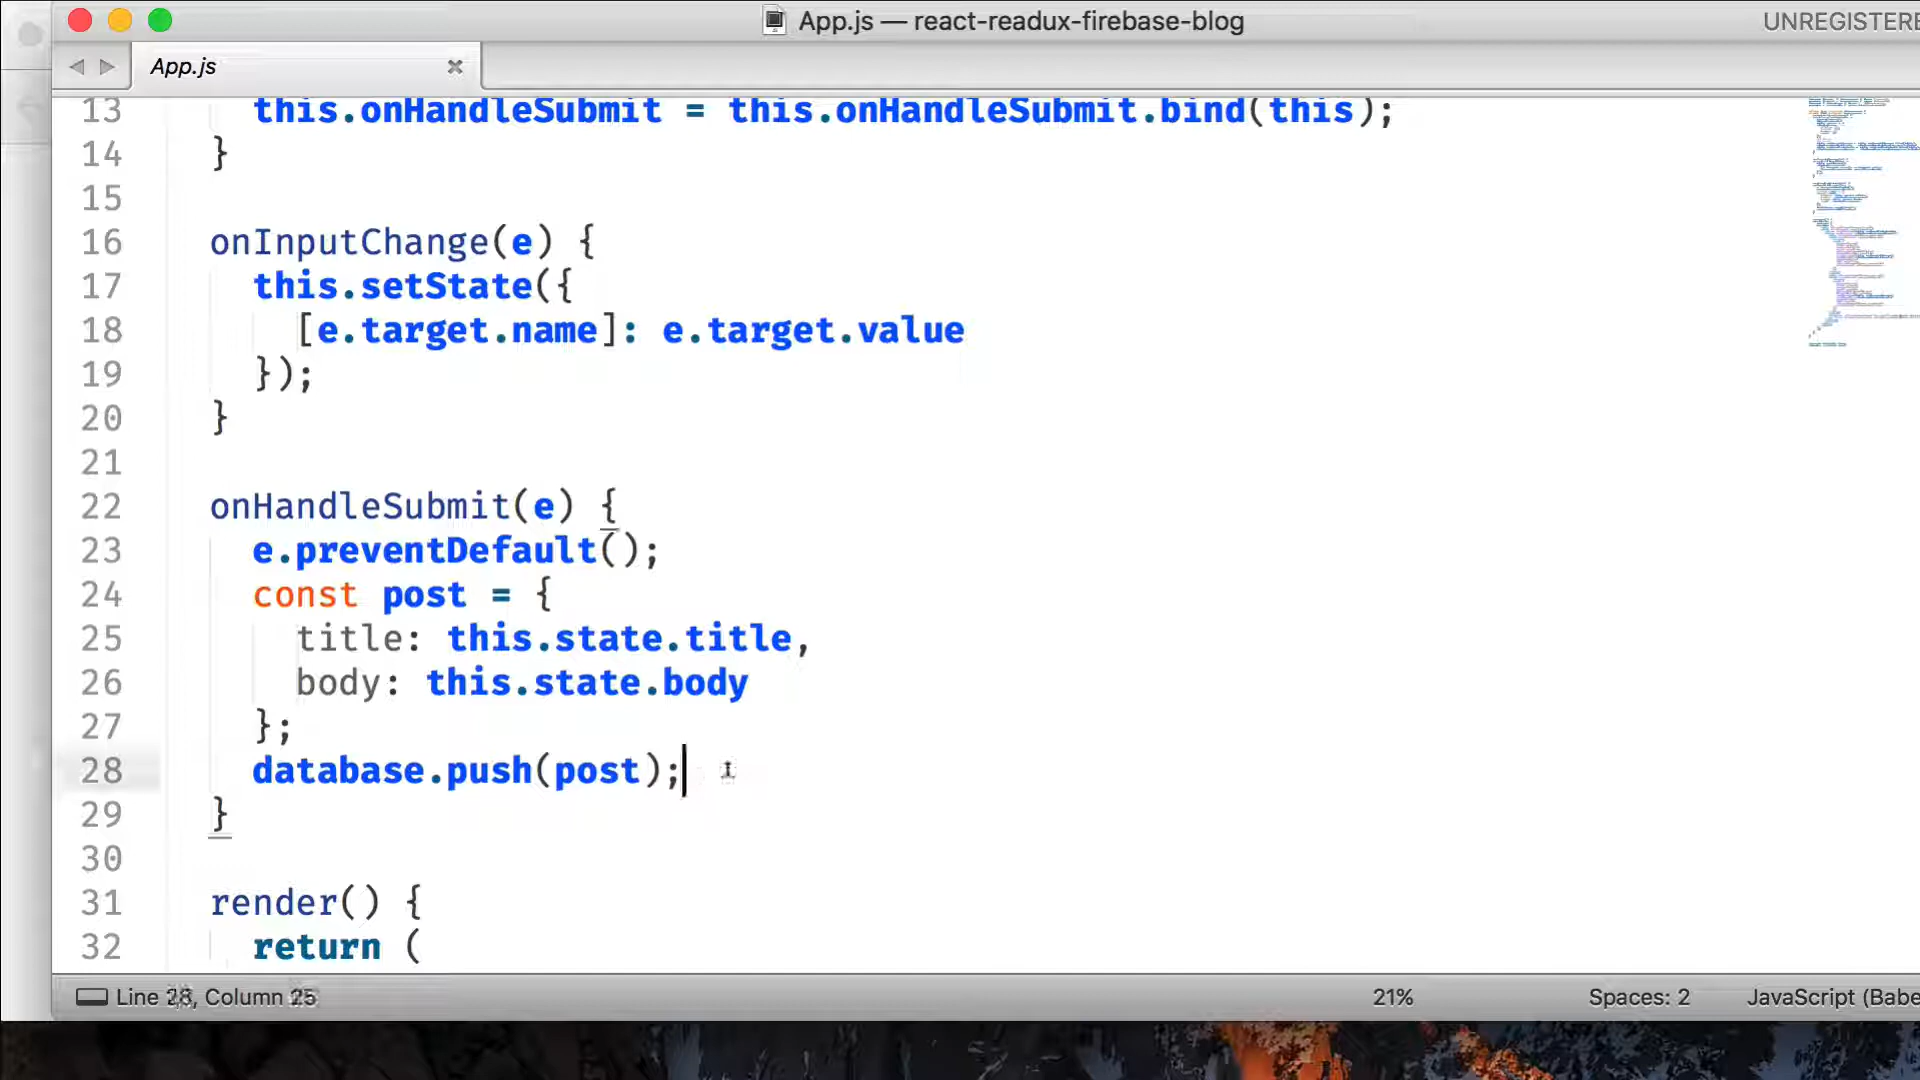 App.js — react-readux-firebase-blog
UNREGISTERE
App.js
13 this.onHandleSubmit = this.onHandleSubmit.bind(this);
14 }
15
16 onInputChange(e) {
17 this.setState({
18 [e.target.name]: e.target.value
19 });
20 }
21
22 onHandleSubmit(e) {
23 e.preventDefault();
24 const post = {
25 title: this.state.title,
26 body: this.state.body
27 };
28 database.push(post);
29 }
30
31 render() {
32 return (
Line 28, Column 25
21%
Spaces: 2
JavaScript (Babe